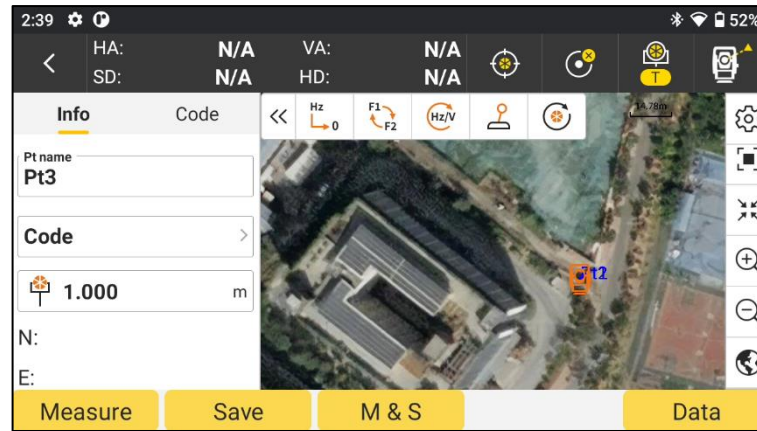 2:39 52%
HA: N/A VA: N/A
SD: N/A HD: N/A
T
Info Code
Hz 0 F1 F2 Hz/V 14.78m
Pt name
Pt3
Code
1.000 m
N:
E:
Measure Save M & S Data